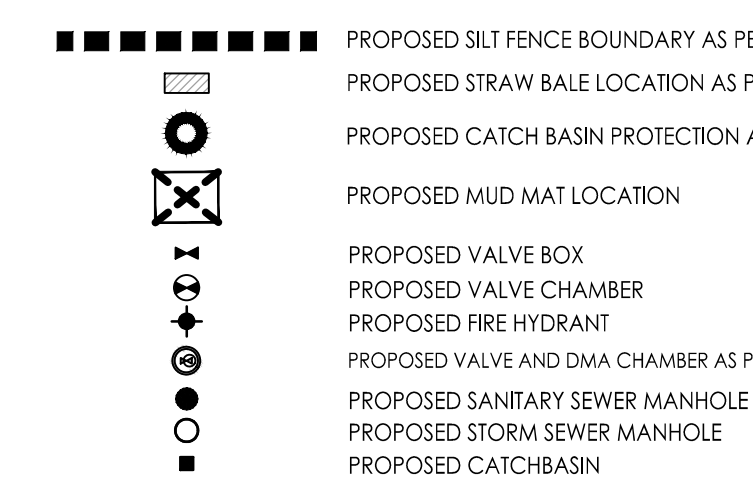 PROPOSED SILT FENCE BOUNDARY AS PE
PROPOSED STRAW BALE LOCATION AS P
PROPOSED CATCH BASIN PROTECTION A
PROPOSED MUD MAT LOCATION
PROPOSED VALVE BOX
PROPOSED VALVE CHAMBER
PROPOSED FIRE HYDRANT
PROPOSED VALVE AND DMA CHAMBER AS P
PROPOSED SANITARY SEWER MANHOLE
PROPOSED STORM SEWER MANHOLE
PROPOSED CATCHBASIN